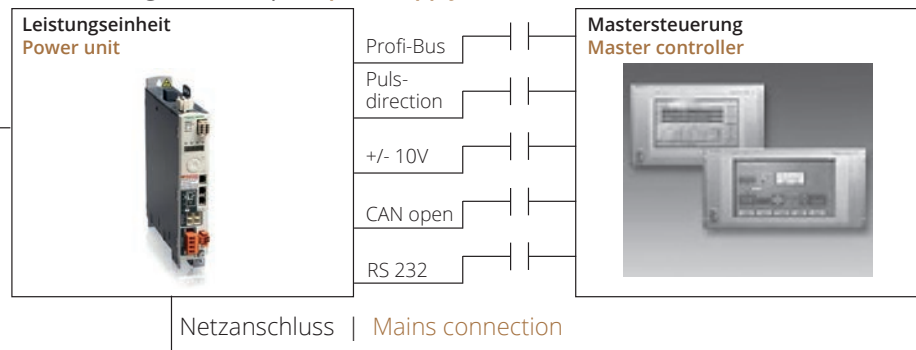 Leistungseinheit
Power unit
Profi-Bus
Puls-
direction
+/- 10V
CAN open
RS 232
Mastersteuerung
Master controller
Netzanschluss | Mains connection